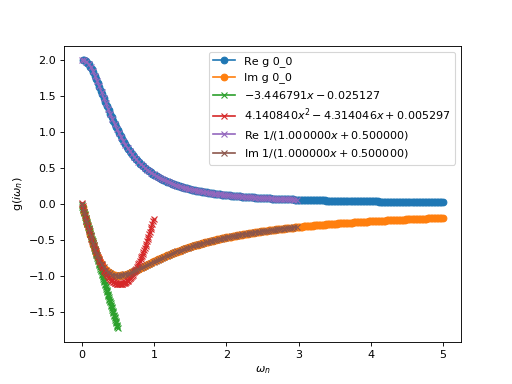 Re g 0_0
Im g 0_0
−3.446791x − 0.025127
4.140840x² − 4.314046x + 0.005297
Re 1/(1.000000x + 0.500000)
Im 1/(1.000000x + 0.500000)
2.0
1.5
1.0
0.5
0.0
−0.5
−1.0
−1.5
g(iωₙ)
0 1 2 3 4 5
ωₙ